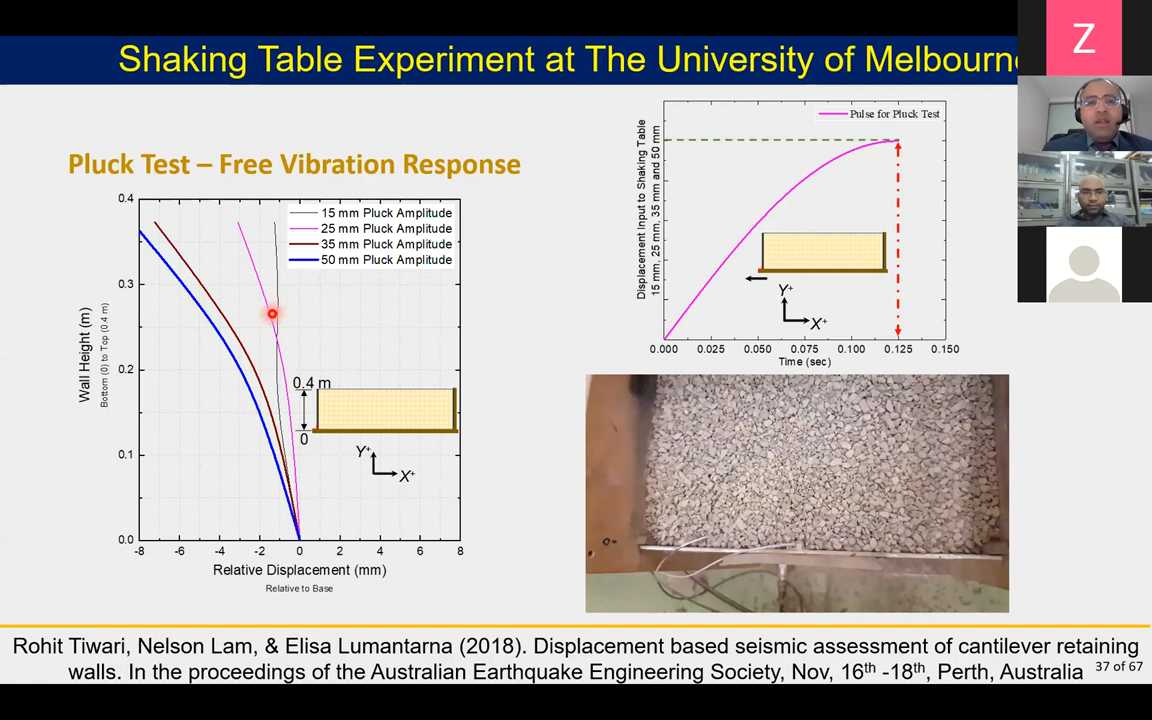 Shaking Table Experiment at The University of Melbourn
Z
Pluck Test – Free Vibration Response
15 mm Pluck Amplitude
25 mm Pluck Amplitude
35 mm Pluck Amplitude
50 mm Pluck Amplitude
Wall Height (m)
Bottom (0) to Top (0.4 m)
0.4
0.3
0.2
0.1
0.0
0.4 m
0
Y+
X+
-8 -6 -4 -2 0 2 4 6 8
Relative Displacement (mm)
Relative to Base
Pulse for Pluck Test
Displacement Input to Shaking Table
15 mm, 25 mm, 35 mm and 50 mm
Y+
X+
0.000 0.025 0.050 0.075 0.100 0.125 0.150
Time (sec)
Rohit Tiwari, Nelson Lam, & Elisa Lumantarna (2018). Displacement based seismic assessment of cantilever retaining
walls. In the proceedings of the Australian Earthquake Engineering Society, Nov, 16th -18th, Perth, Australia
37 of 67